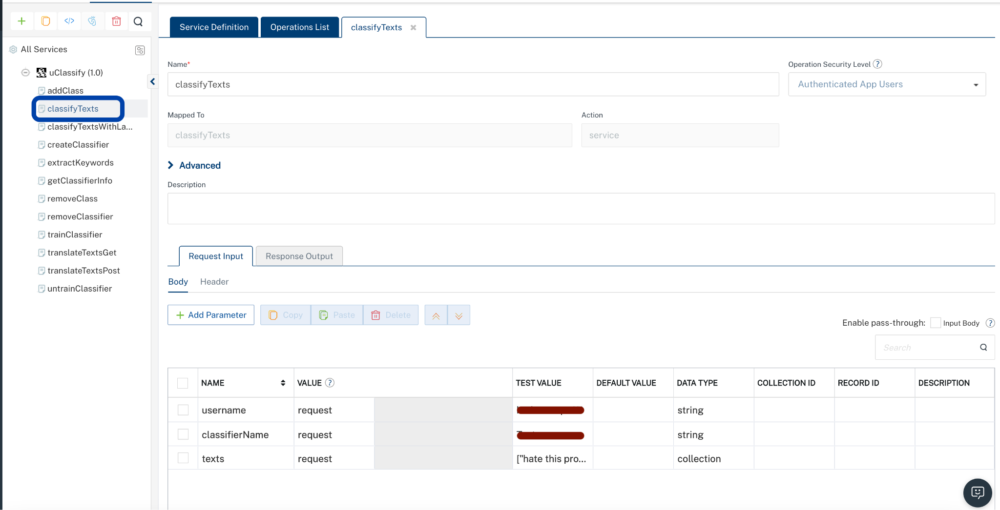 Service Definition
Operations List
classifyTexts
All Services
uClassify (1.0)
addClass
classifyTexts
classifyTextsWithLa...
createClassifier
extractKeywords
getClassifierInfo
removeClass
removeClassifier
trainClassifier
translateTextsGet
translateTextsPost
untrainClassifier
Name*
Operation Security Level ?
classifyTexts
Authenticated App Users
Mapped To
Action
classifyTexts
service
Advanced
Description
Request Input
Response Output
Body
Header
Add Parameter
Copy
Paste
Delete
Enable pass-through:
Input Body ?
Search
NAME VALUE ? TEST VALUE DEFAULT VALUE DATA TYPE COLLECTION ID RECORD ID DESCRIPTION
username request string
classifierName request string
texts request ["hate this pro... collection